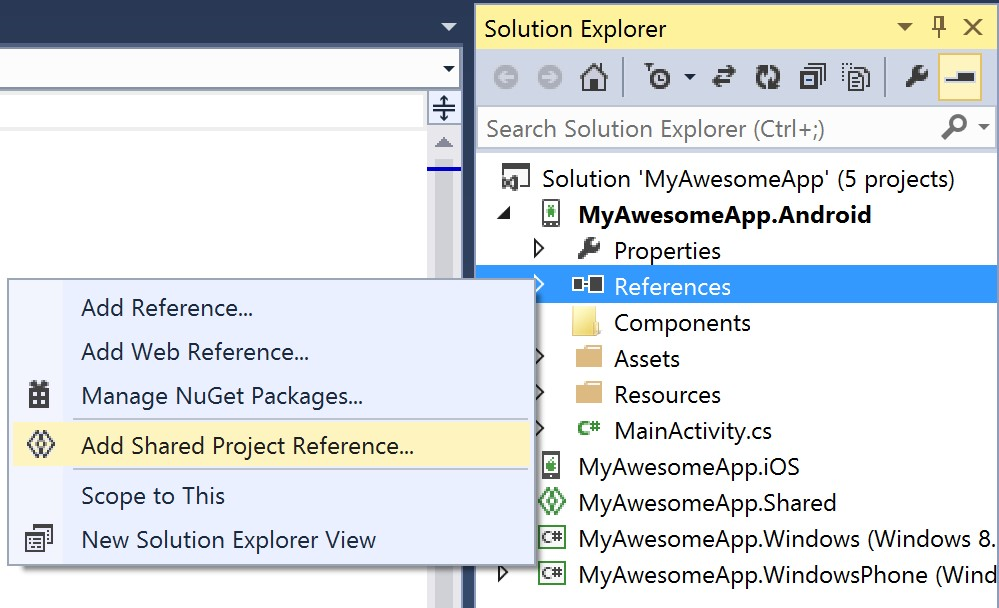 Solution Explorer
Search Solution Explorer (Ctrl+;)
Solution 'MyAwesomeApp' (5 projects)
MyAwesomeApp.Android
Properties
References
Components
Assets
Resources
C# MainActivity.cs
MyAwesomeApp.iOS
MyAwesomeApp.Shared
C# MyAwesomeApp.Windows (Windows 8.
C# MyAwesomeApp.WindowsPhone (Wind
Add Reference...
Add Web Reference...
Manage NuGet Packages...
Add Shared Project Reference...
Scope to This
New Solution Explorer View